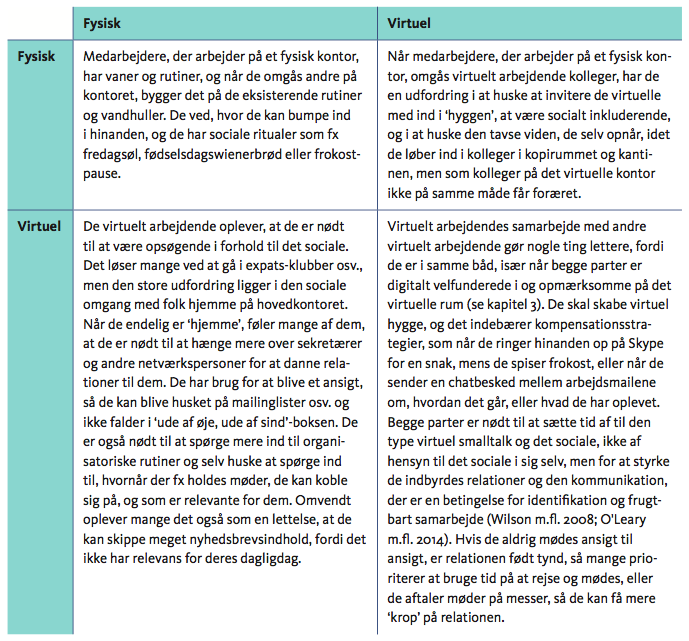 Fysisk
Virtuel
Fysisk
Medarbejdere, der arbejder på et fysisk kontor,
har vaner og rutiner, og når de omgås andre på
kontoret, bygger det på de eksisterende rutiner
og vandhuller. De ved, hvor de kan bumpe ind
i hinanden, og de har sociale ritualer som fx
fredagsøl, fødselsdagswienerbrød eller frokost-
pause.
Når medarbejdere, der arbejder på et fysisk kon-
tor, omgås virtuelt arbejdende kolleger, har de
en udfordring i at huske at invitere de virtuelle
med ind i ‘hyggen’, at være socialt inkluderende,
og i at huske den tavse viden, de selv opnår, idet
de løber ind i kolleger i kopirummet og kanti-
nen, men som kolleger på det virtuelle kontor
ikke på samme måde får foræret.
Virtuel
De virtuelt arbejdende oplever, at de er nødt
til at være opsøgende i forhold til det sociale.
Det løser mange ved at gå i expats-klubber osv.,
men den store udfordring ligger i den sociale
omgang med folk hjemme på hovedkontoret.
Når de endelig er ‘hjemme’, føler mange af dem,
at de er nødt til at hænge mere over sekretærer
og andre netværkspersoner for at danne rela-
tioner til dem. De har brug for at blive et ansigt,
så de kan blive husket på mailinglister osv. og
ikke falder i ‘ude af øje, ude af sind’-boksen. De
er også nødt til at spørge mere ind til organi-
satoriske rutiner og selv huske at spørge ind
til, hvornår der fx holdes møder, de kan koble
sig på, og som er relevante for dem. Omvendt
oplever mange det også som en lettelse, at de
kan skippe meget nyhedsbrevsindhold, fordi det
ikke har relevans for deres dagligdag.
Virtuelt arbejdendes samarbejde med andre
virtuelt arbejdende gør nogle ting lettere, fordi
de er i samme båd, især når begge parter er
digitalt velfunderede i og opmærksomme på det
virtuelle rum (se kapitel 3). De skal skabe virtuel
hygge, og det indebærer kompensationsstra-
tegier, som når de ringer hinanden op på Skype
for en snak, mens de spiser frokost, eller når de
sender en chatbesked mellem arbejdsmailene
om, hvordan det går, eller hvad de har oplevet.
Begge parter er nødt til at sætte tid af til den
type virtuel smalltalk og det sociale, ikke af
hensyn til det sociale i sig selv, men for at styrke
de indbyrdes relationer og den kommunikation,
der er en betingelse for identifikation og frugt-
bart samarbejde (Wilson m.fl. 2008; O'Leary
m.fl. 2014). Hvis de aldrig mødes ansigt til
ansigt, er relationen født tynd, så mange prio-
riterer at bruge tid på at rejse og mødes, eller
de aftaler møder på messer, så de kan få mere
‘krop’ på relationen.